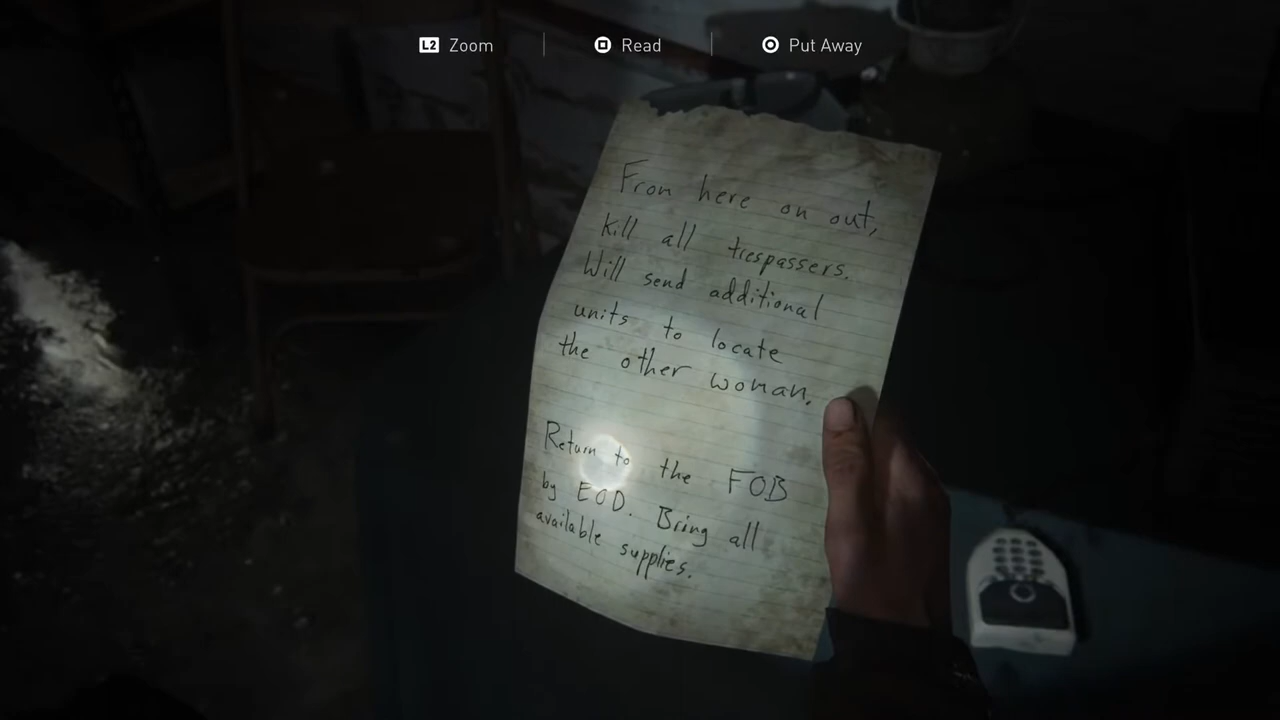 L2 Zoom Read Put Away
From here on out,
kill all trespassers.
Will send additional
units to locate
the other woman.
Return to the FOB
by EOD. Bring all
available supplies.